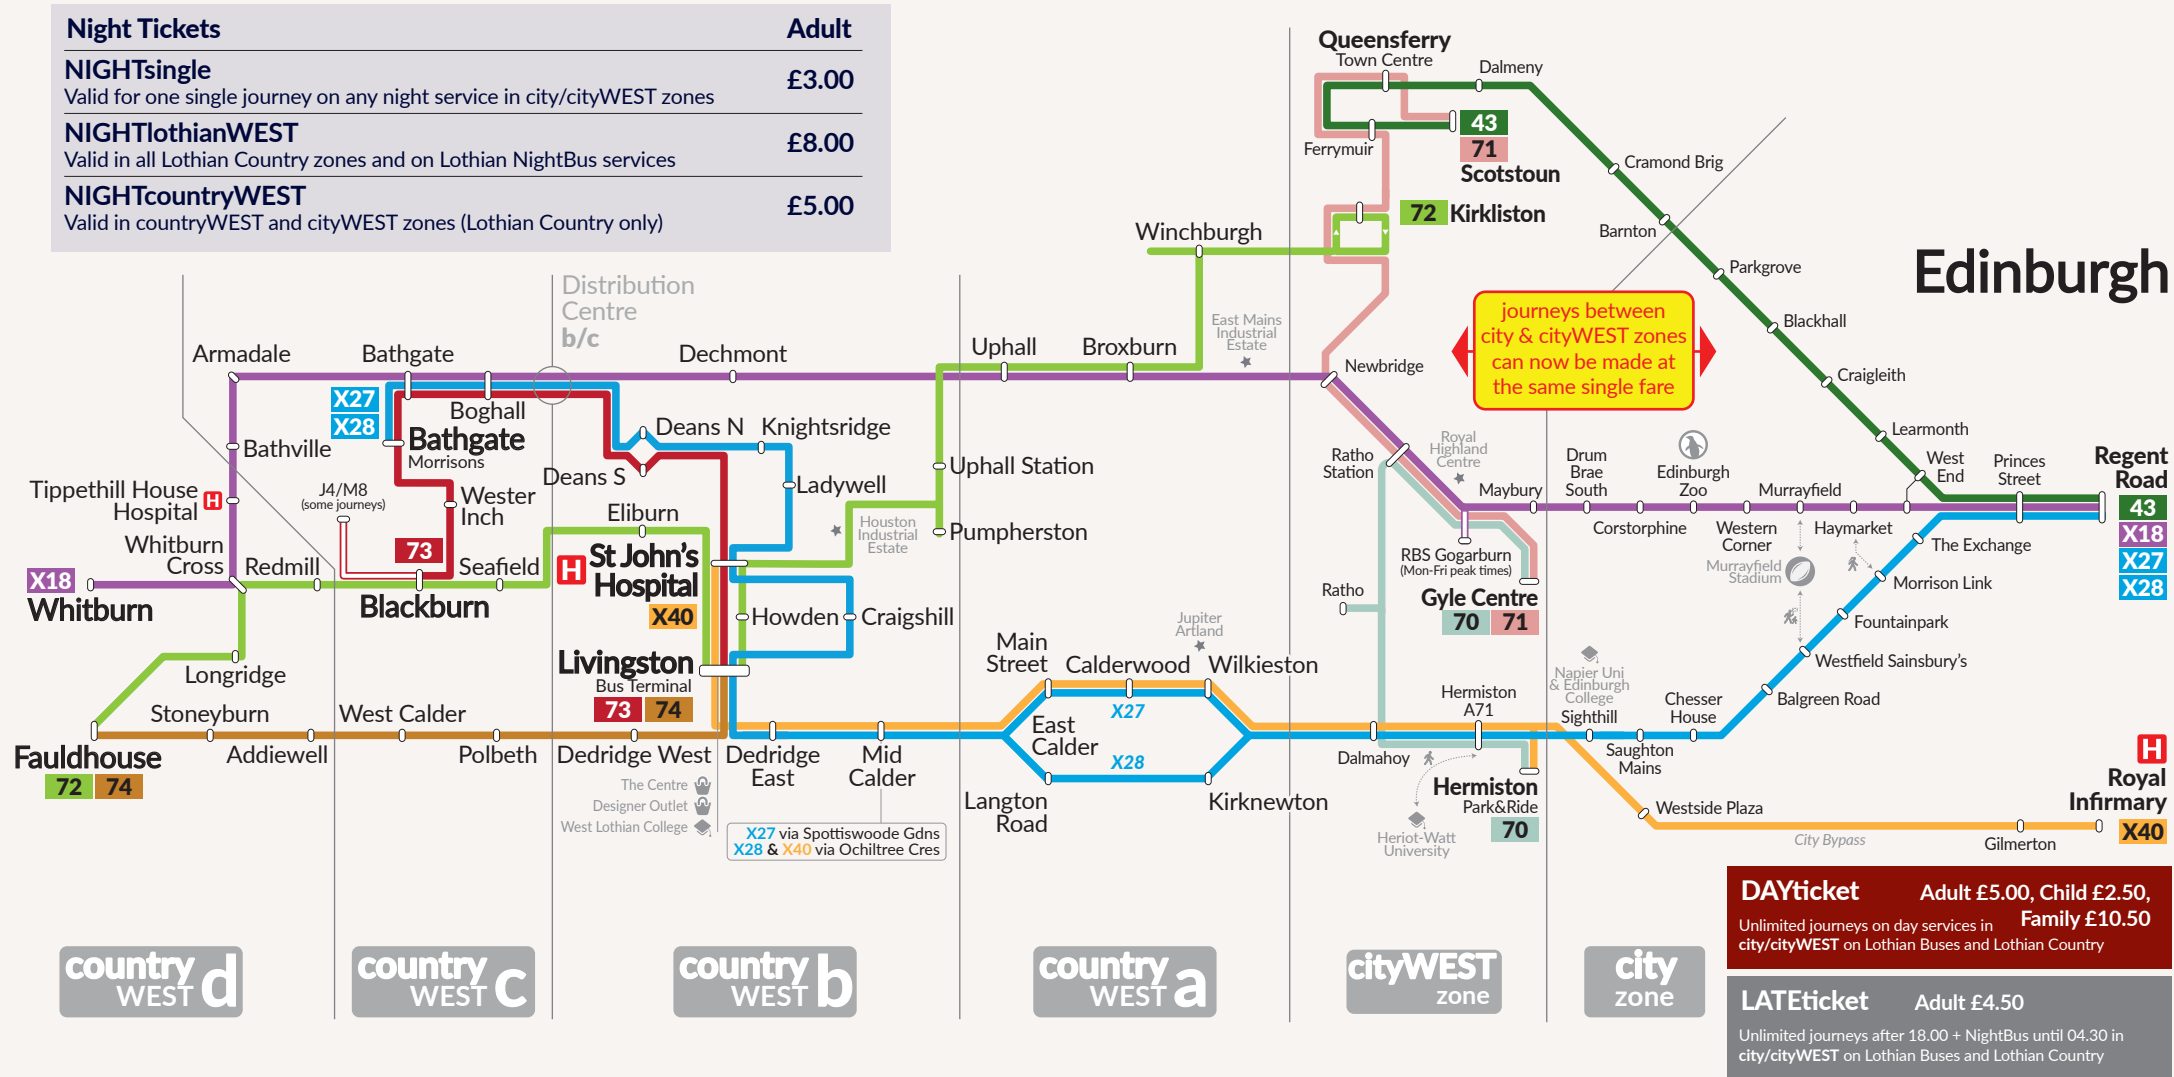 Night Tickets Adult
NIGHTsingle £3.00
Valid for one single journey on any night service in city/cityWEST zones
NIGHTlothianWEST £8.00
Valid in all Lothian Country zones and on Lothian NightBus services
NIGHTcountryWEST £5.00
Valid in countryWEST and cityWEST zones (Lothian Country only)
Queensferry
Town Centre
Dalmeny
Ferrymuir
43
71
Scotstoun
Cramond Brig
72 Kirkliston
Barnton
Winchburgh
Parkgrove
Edinburgh
Distribution
Centre
b/c
journeys between
city & cityWEST zones
can now be made at
the same single fare
East Mains
Industrial
Estate
Blackhall
Armadale
Bathgate
Dechmont
Uphall
Broxburn
Newbridge
Craigleith
X27
X28
Boghall
Bathgate
Morrisons
Deans N
Knightsridge
Deans S
Learmonth
Bathville
Royal
Highland
Centre
Ratho
Station
Drum
Brae
South
Edinburgh
Zoo
West
End
Princes
Street
Regent
Road
43
X18
X27
X28
Uphall Station
Ladywell
Tippethill House
Hospital
H
J4/M8
(some journeys)
Wester
Inch
Maybury
Murrayfield
Eliburn
Houston
Industrial
Estate
Pumpherston
Corstorphine
Western
Corner
Haymarket
The Exchange
Whitburn
Cross
73
H
St John's
Hospital
X40
RBS Gogarburn
(Mon-Fri peak times)
Murrayfield
Stadium
Morrison Link
X18
Whitburn
Redmill
Seafield
Blackburn
Ratho
Gyle Centre
70
71
Howden
Craigshill
Fountainpark
Jupiter
Artland
Livingston
Bus Terminal
73
74
Main
Street
Calderwood
Wilkieston
Napier Uni
& Edinburgh
College
Westfield Sainsbury's
Longridge
Balgreen Road
Stoneyburn
West Calder
X27
East
Calder
Hermiston
A71
Sighthill
Chesser
House
Fauldhouse
72
74
Addiewell
Polbeth
Dedridge West
Dedridge
East
Mid
Calder
X28
Dalmahoy
Saughton
Mains
The Centre
Designer Outlet
West Lothian College
Langton
Road
Kirknewton
Hermiston
Park&Ride
70
Heriot-Watt
University
Westside Plaza
H
Royal
Infirmary
X40
X27 via Spottiswoode Gdns
X28 & X40 via Ochiltree Cres
City Bypass
Gilmerton
DAYticket Adult £5.00, Child £2.50,
Family £10.50
Unlimited journeys on day services in
city/cityWEST on Lothian Buses and Lothian Country
country
WEST d
country
WEST c
country
WEST b
country
WEST a
cityWEST
zone
city
zone
LATEticket Adult £4.50
Unlimited journeys after 18.00 + NightBus until 04.30 in
city/cityWEST on Lothian Buses and Lothian Country